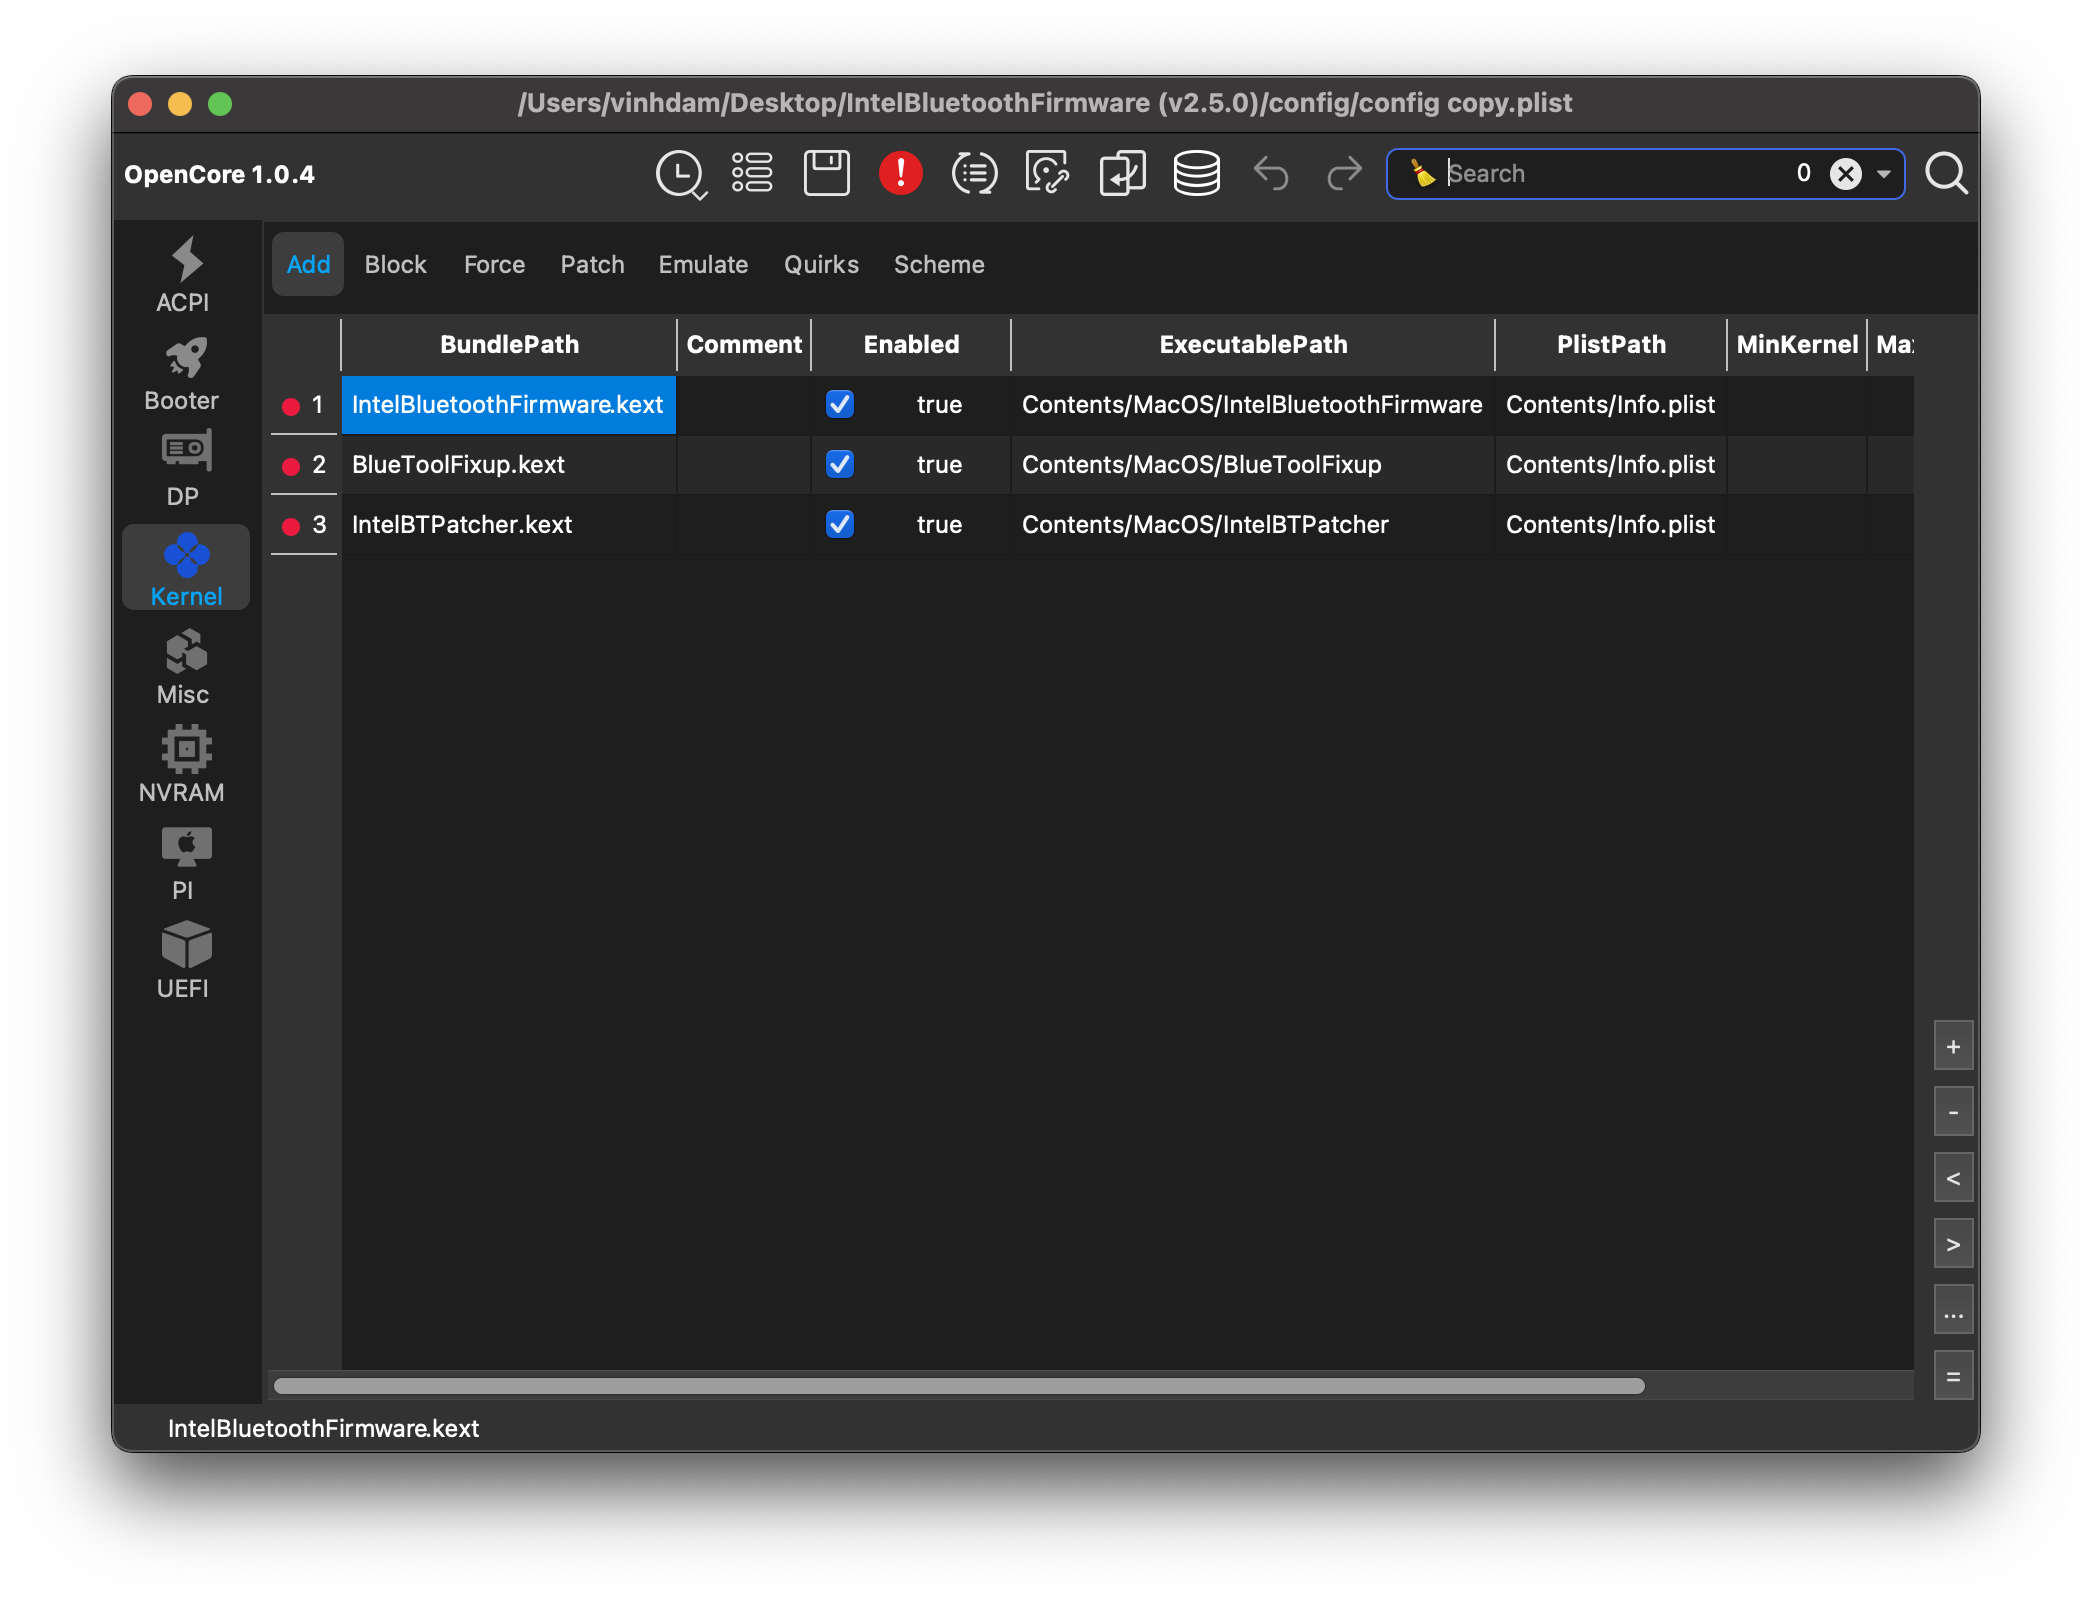 /Users/vinhdam/Desktop/IntelBluetoothFirmware (v2.5.0)/config/config copy.plist
OpenCore 1.0.4
Search 0
ACPI
Booter
DP
Kernel
Misc
NVRAM
PI
UEFI
Add Block Force Patch Emulate Quirks Scheme
BundlePath Comment Enabled ExecutablePath PlistPath MinKernel
1 IntelBluetoothFirmware.kext true Contents/MacOS/IntelBluetoothFirmware Contents/Info.plist
2 BlueToolFixup.kext true Contents/MacOS/BlueToolFixup Contents/Info.plist
3 IntelBTPatcher.kext true Contents/MacOS/IntelBTPatcher Contents/Info.plist
+
-
<
>
...
=
IntelBluetoothFirmware.kext